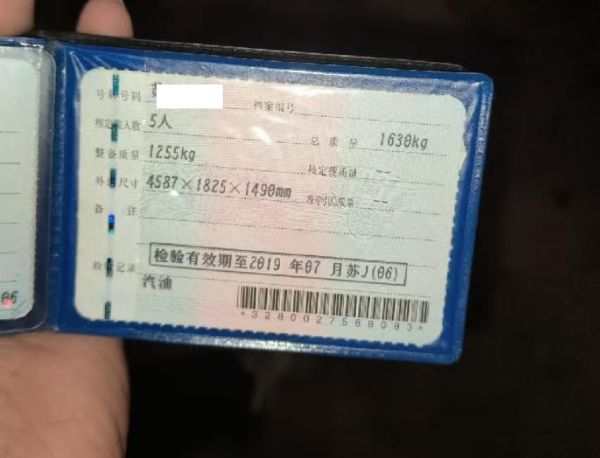 号牌号码 苏 档案编号
核定载人数 5人 总质量 1630kg
整备质量 1255kg 核定载质量 --
外廓尺寸 4587×1825×1490mm 准牵引总质量 --
备注
检验有效期至2019 年07 月苏J(06)
检验记录
汽油
*3280027568093*
06